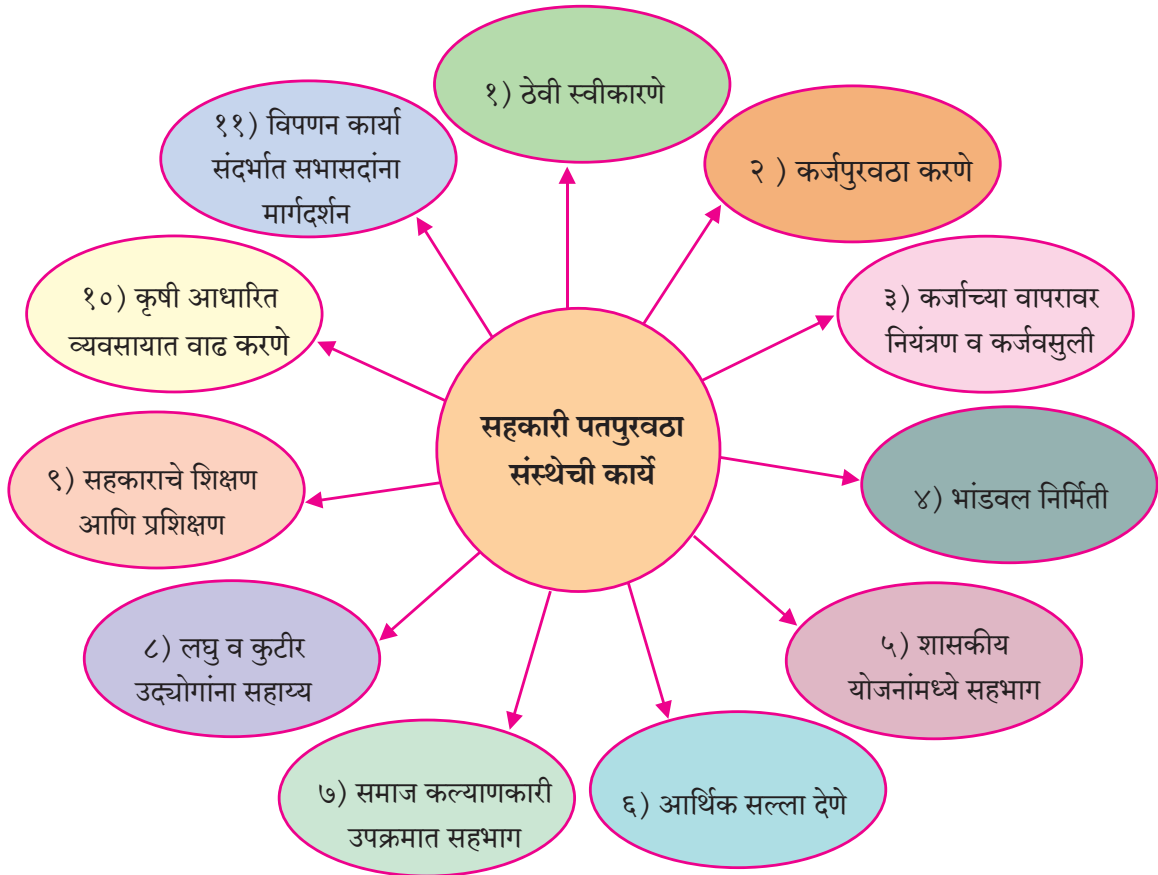 सहकारी पतपुरवठा
संस्थेची कार्ये
१) ठेवी स्वीकारणे
२ ) कर्जपुरवठा करणे
३) कर्जाच्या वापरावर
नियंत्रण व कर्जवसुली
४) भांडवल निर्मिती
५) शासकीय
योजनांमध्ये सहभाग
६) आर्थिक सल्ला देणे
७) समाज कल्याणकारी
उपक्रमात सहभाग
८) लघु व कुटीर
उद्योगांना सहाय्य
९) सहकाराचे शिक्षण
आणि प्रशिक्षण
१०) कृषी आधारित
व्यवसायात वाढ करणे
११) विपणन कार्या
संदर्भात सभासदांना
मार्गदर्शन